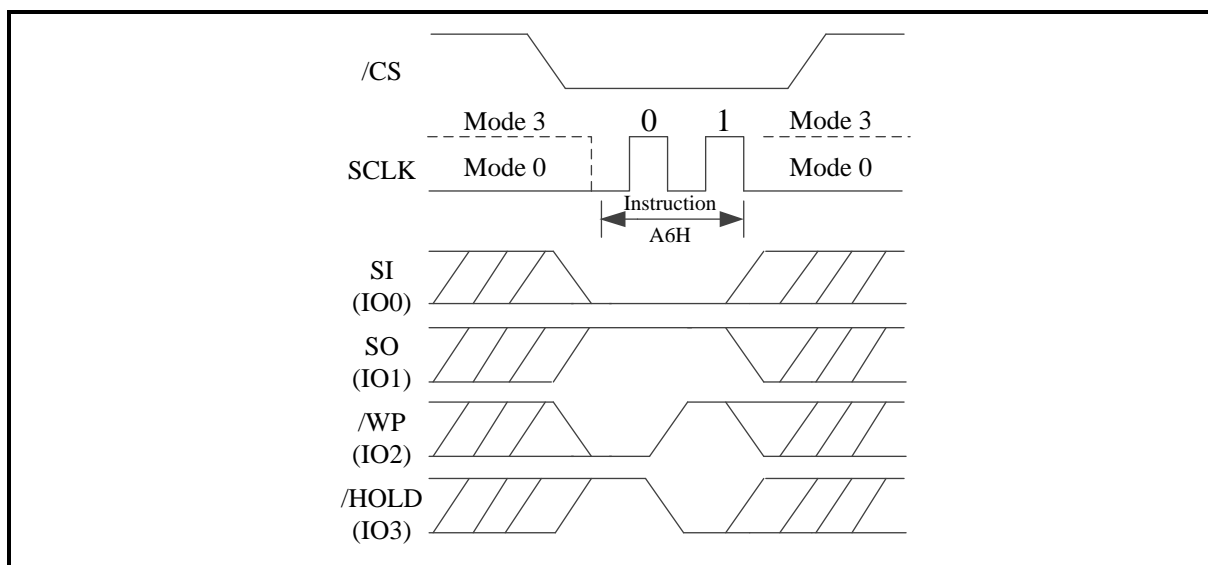 /CS
Mode 3 0 1 Mode 3
SCLK Mode 0 Mode 0
Instruction
A6H
SI
(IO0)
SO
(IO1)
/WP
(IO2)
/HOLD
(IO3)